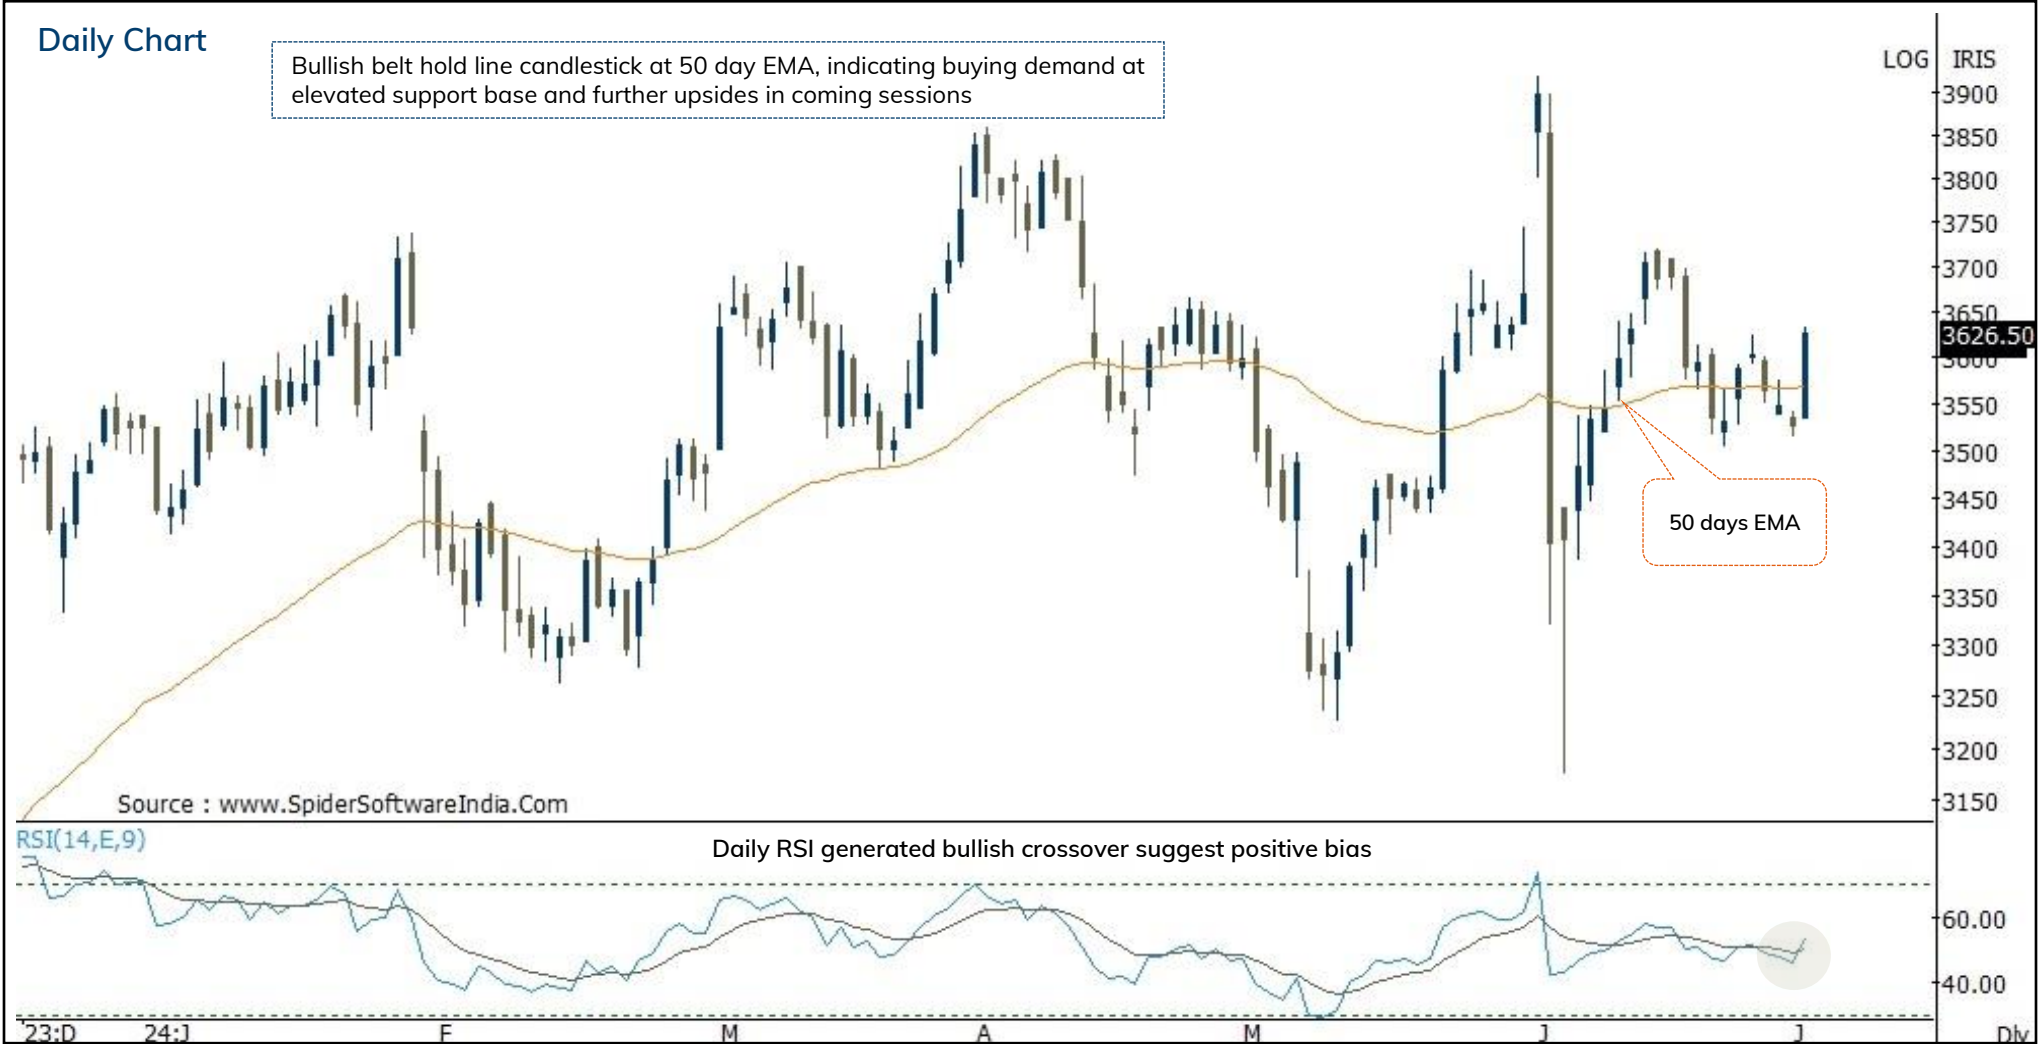 Daily Chart
Bullish belt hold line candlestick at 50 day EMA, indicating buying demand at
elevated support base and further upsides in coming sessions
LOG IRIS
3900
3850
3800
3750
3700
3650
3626.50
3600
3550
3500
3450
3400
3350
3300
3250
3200
3150
50 days EMA
Source : www.SpiderSoftwareIndia.Com
RSI(14,E,9)
Daily RSI generated bullish crossover suggest positive bias
60.00
40.00
23:D 24:J F M A M J J Dly